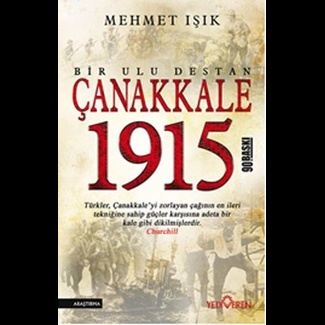 MEHMET IŞIK
BİR ULU DESTAN
ÇANAKKALE
1915
90.BASKI
Türkler, Çanakkale'yi zorlayan çağının en ileri
tekniğine sahip güçler karşısına adeta bir
kale gibi dikilmişlerdir.
Churchill
ARAŞTIRMA
YEDİVEREN